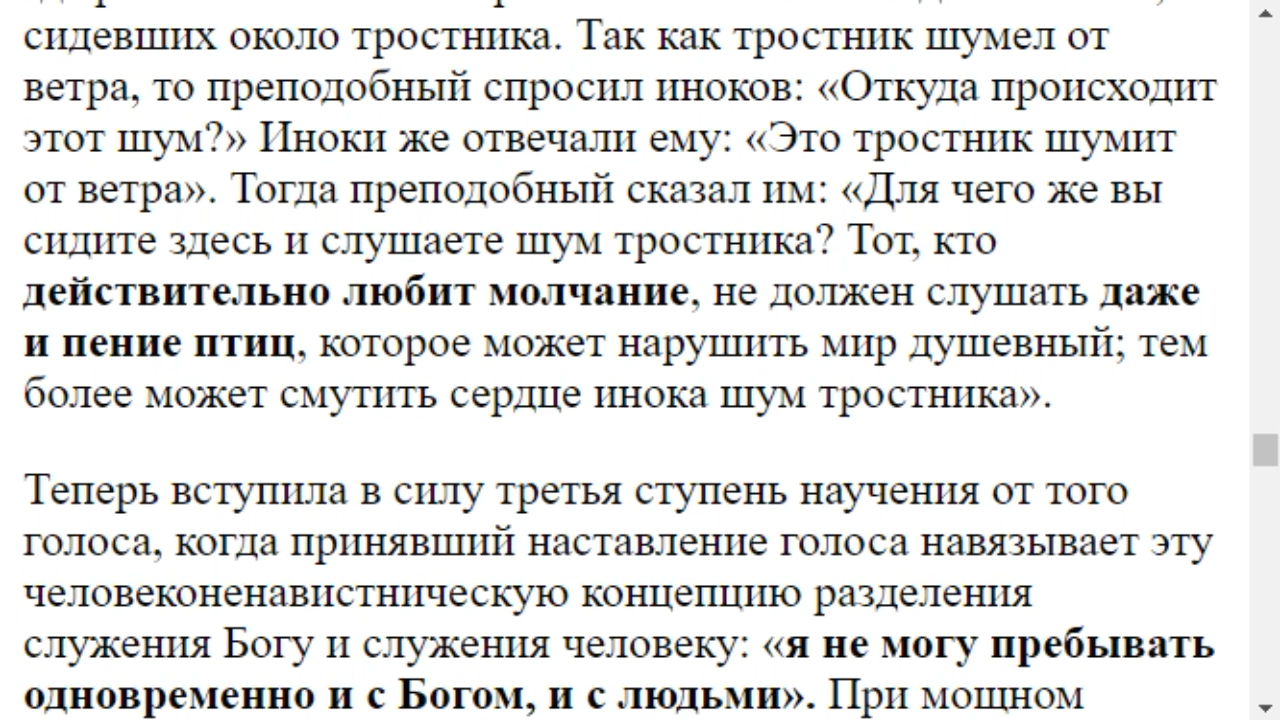 сидевших около тростника. Так как тростник шумел от
ветра, то преподобный спросил иноков: «Откуда происходит
этот шум?» Иноки же отвечали ему: «Это тростник шумит
от ветра». Тогда преподобный сказал им: «Для чего же вы
сидите здесь и слушаете шум тростника? Тот, кто
действительно любит молчание, не должен слушать даже
и пение птиц, которое может нарушить мир душевный; тем
более может смутить сердце инока шум тростника».
Теперь вступила в силу третья ступень научения от того
голоса, когда принявший наставление голоса навязывает эту
человеконенавистническую концепцию разделения
служения Богу и служения человеку: «я не могу пребывать
одновременно и с Богом, и с людьми». При мощном